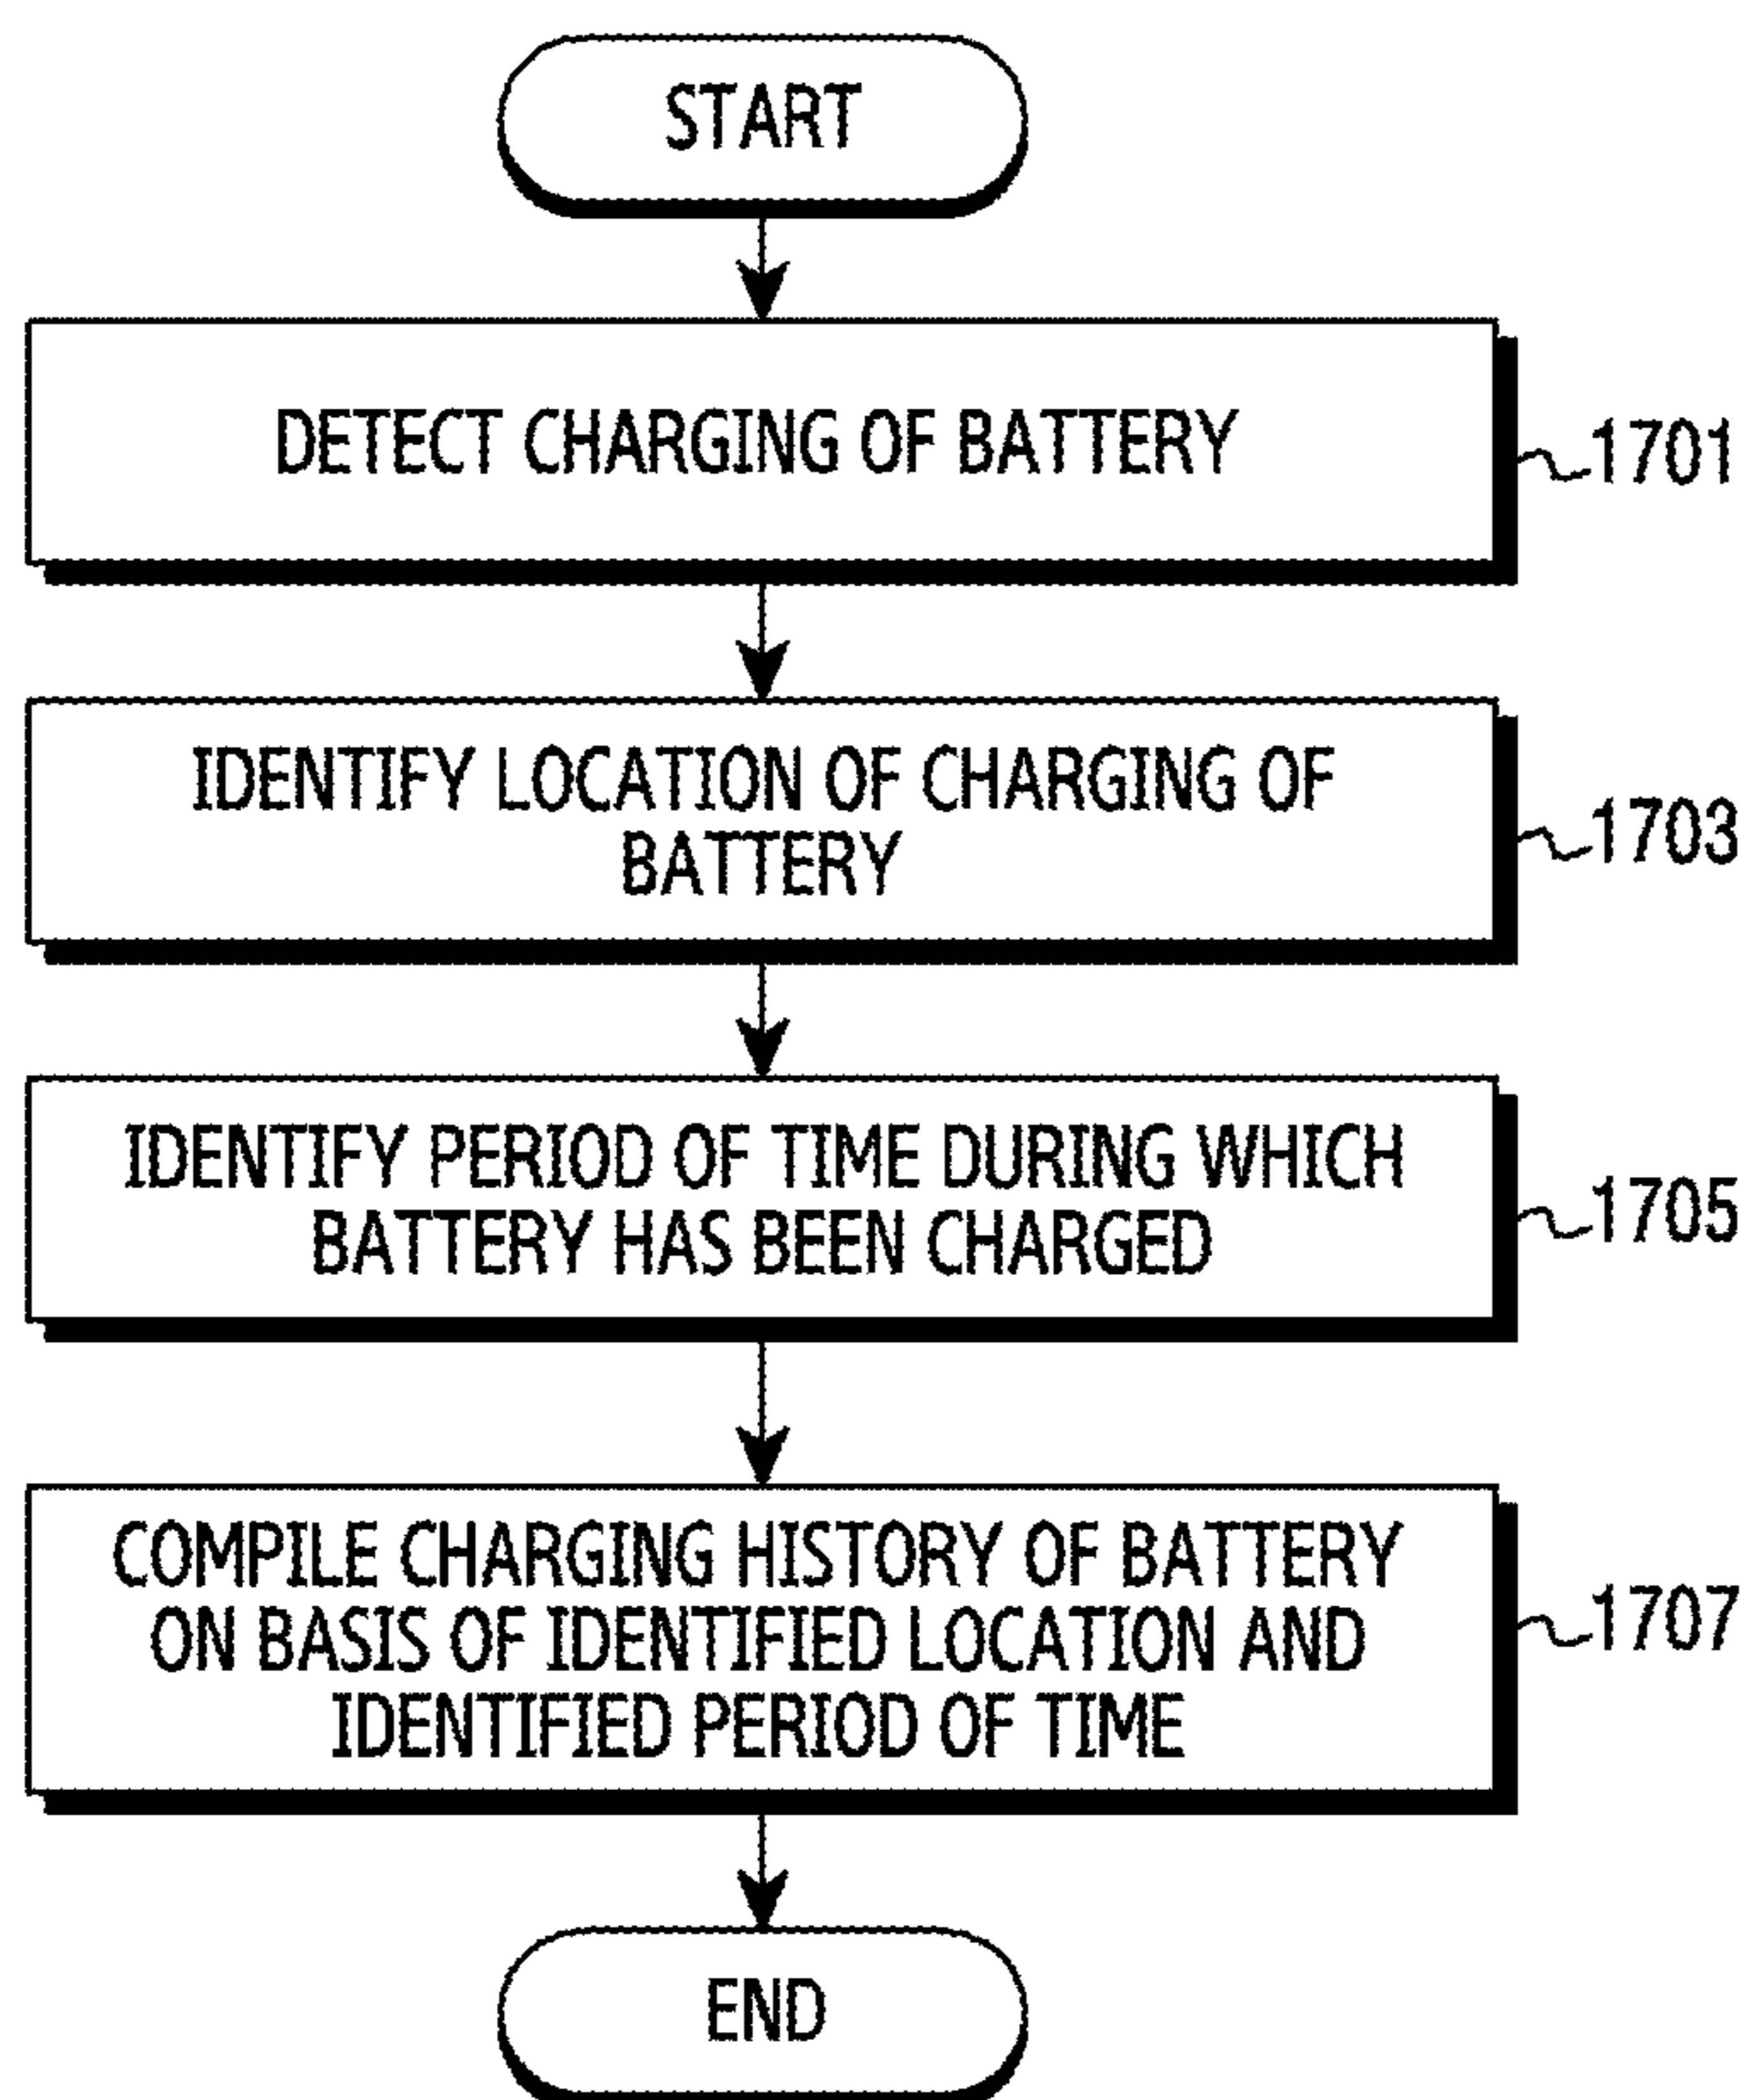 START
DETECT CHARGING OF BATTERY
1701
IDENTIFY LOCATION OF CHARGING OF
BATTERY
1703
IDENTIFY PERIOD OF TIME DURING WHICH
BATTERY HAS BEEN CHARGED
1705
COMPILE CHARGING HISTORY OF BATTERY
ON BASIS OF IDENTIFIED LOCATION AND
IDENTIFIED PERIOD OF TIME
1707
END